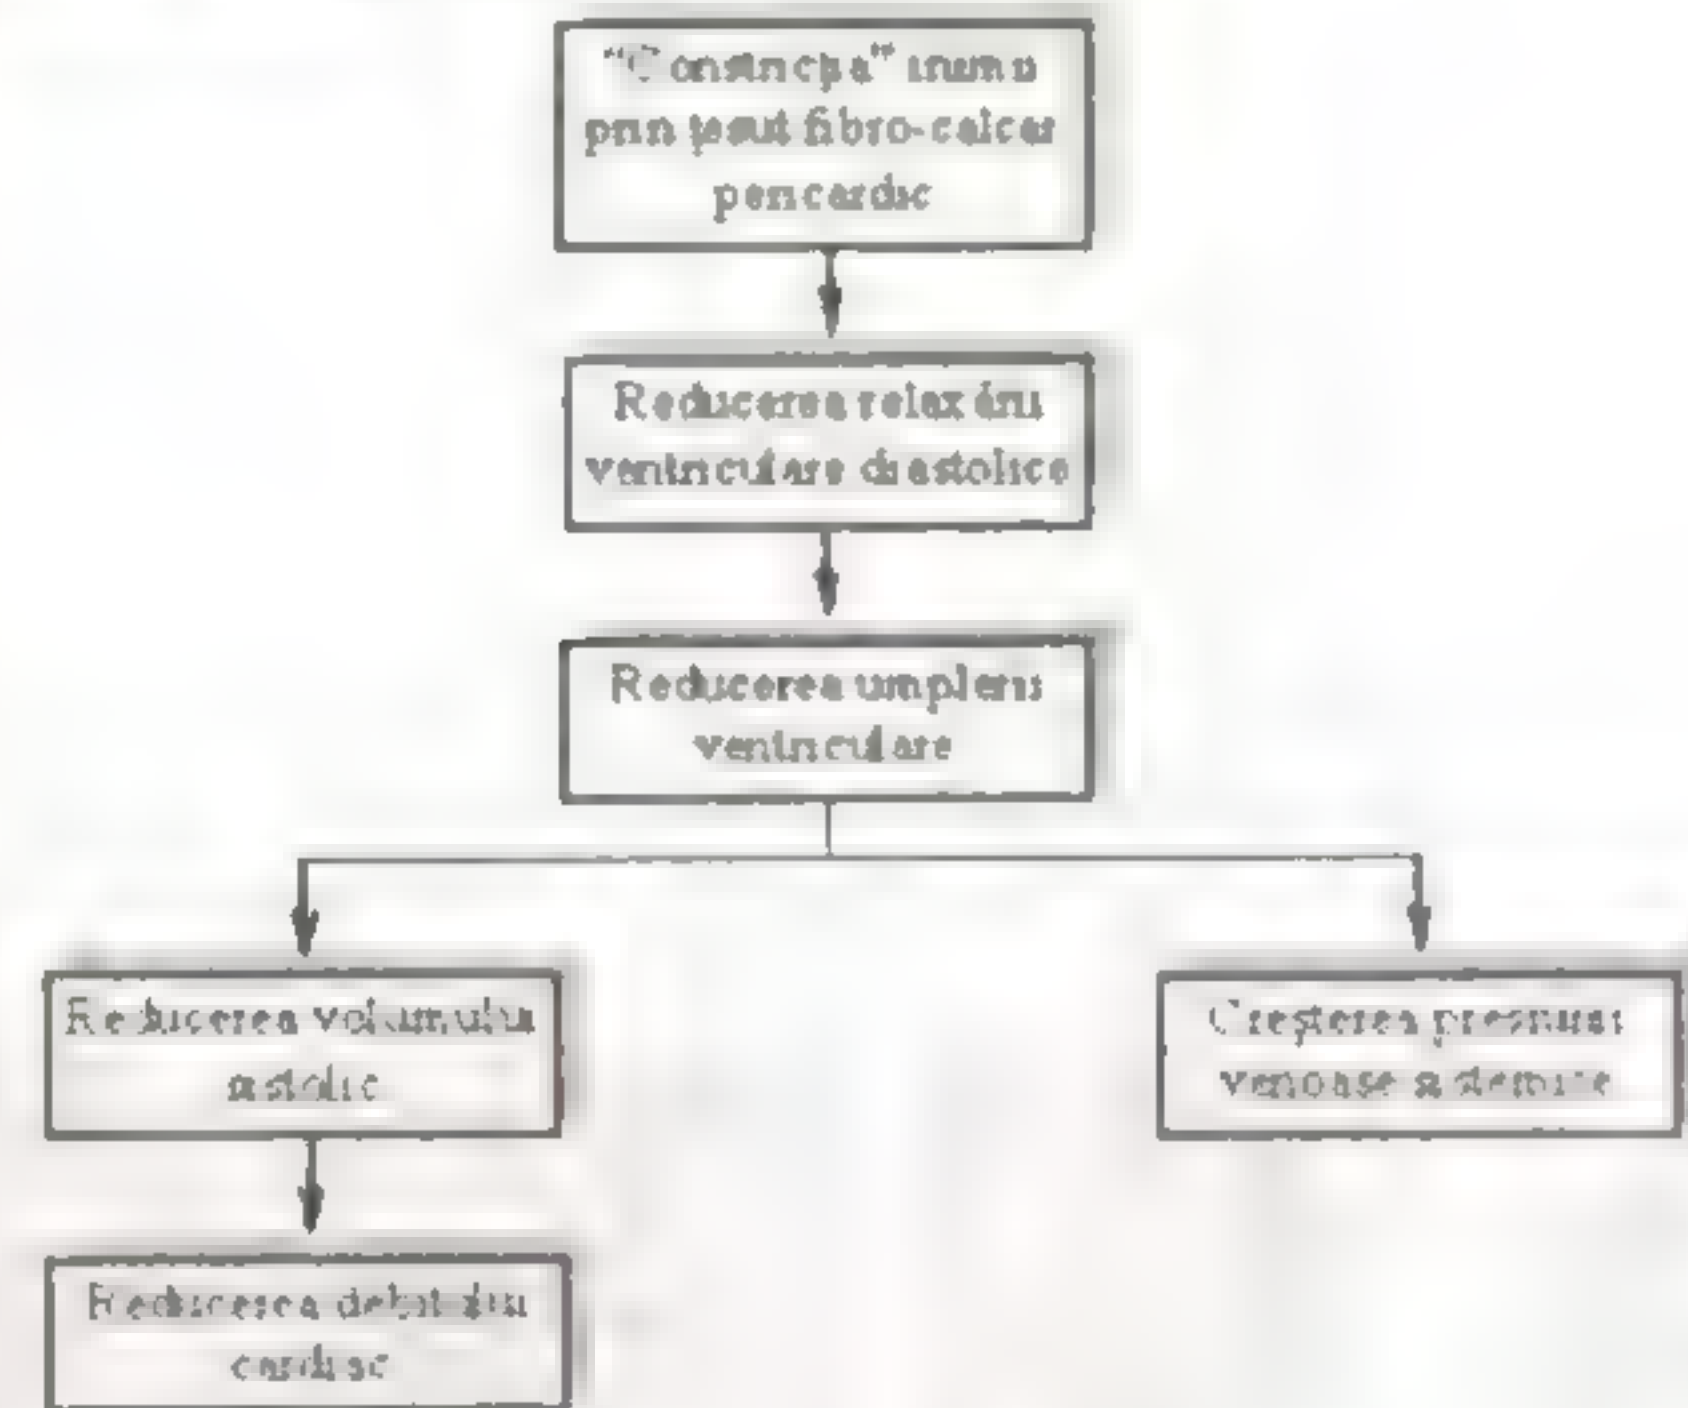 “Constricția” inimii
prin țesut fibro-calcar
pericardic
Reducerea relaxării
ventriculare diastolice
Reducerea umplerii
ventriculare
Reducerea volumului
sistolic
Creșterea presiunii
venoase sistemice
Reducerea debitului
cardiac